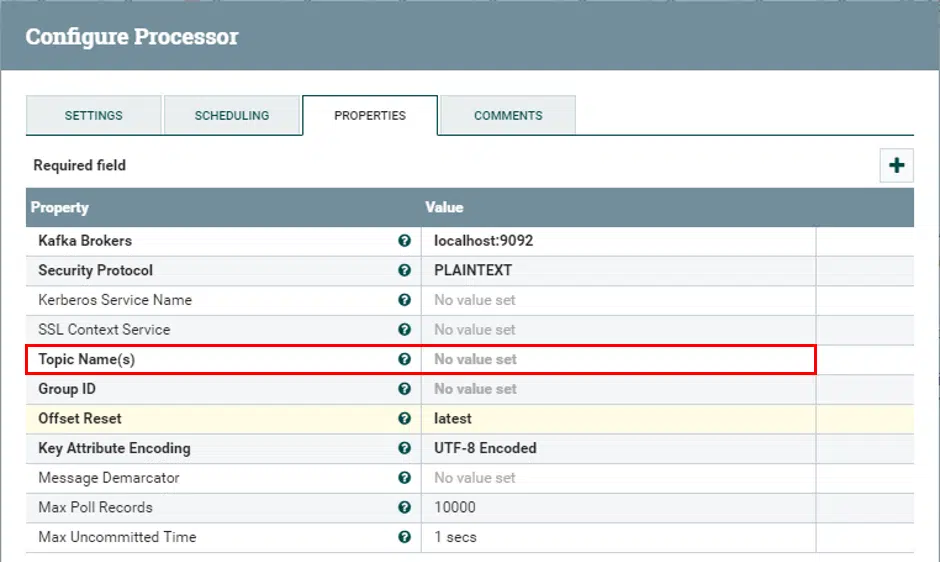 Configure Processor
SETTINGS SCHEDULING PROPERTIES COMMENTS
Required field
Property Value
Kafka Brokers localhost:9092
Security Protocol PLAINTEXT
Kerberos Service Name No value set
SSL Context Service No value set
Topic Name(s) No value set
Group ID No value set
Offset Reset latest
Key Attribute Encoding UTF-8 Encoded
Message Demarcator No value set
Max Poll Records 10000
Max Uncommitted Time 1 secs